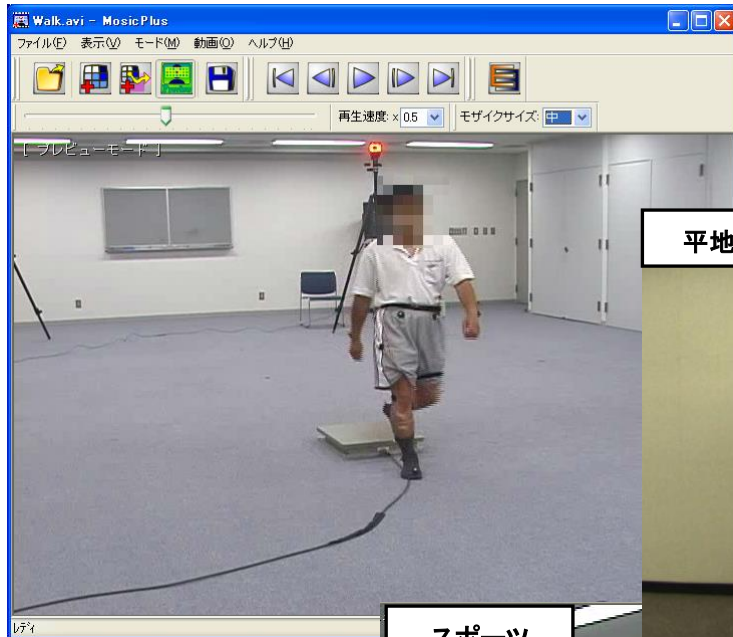 Walk.avi - MosicPlus
ファイル(F) 表示(V) モード(M) 動画(O) ヘルプ(H)
再生速度: × 0.5 モザイクサイズ: 中
[ プレビューモード ]
平地
スポーツ
レディ